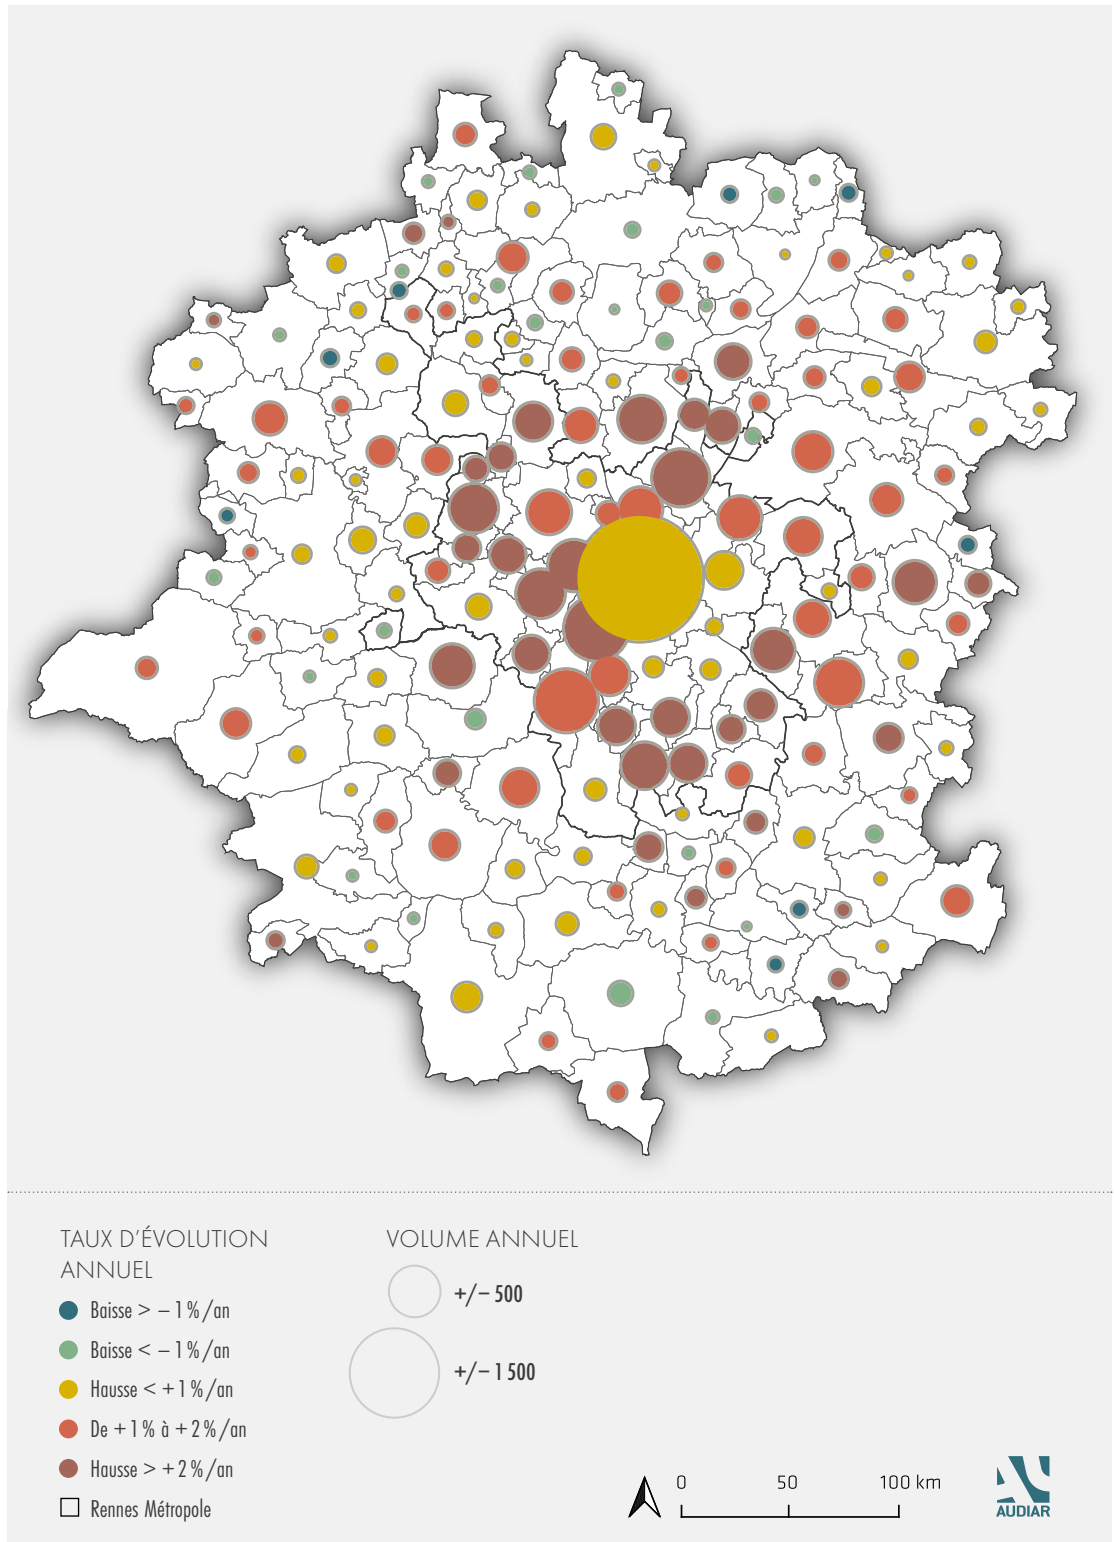 TAUX D'ÉVOLUTION
ANNUEL
Baisse > – 1 %/an
Baisse < – 1 %/an
Hausse < + 1 %/an
De + 1 % à + 2 %/an
Hausse > + 2 %/an
Rennes Métropole
VOLUME ANNUEL
+/– 500
+/– 1 500
0 50 100 km
AUDIAR